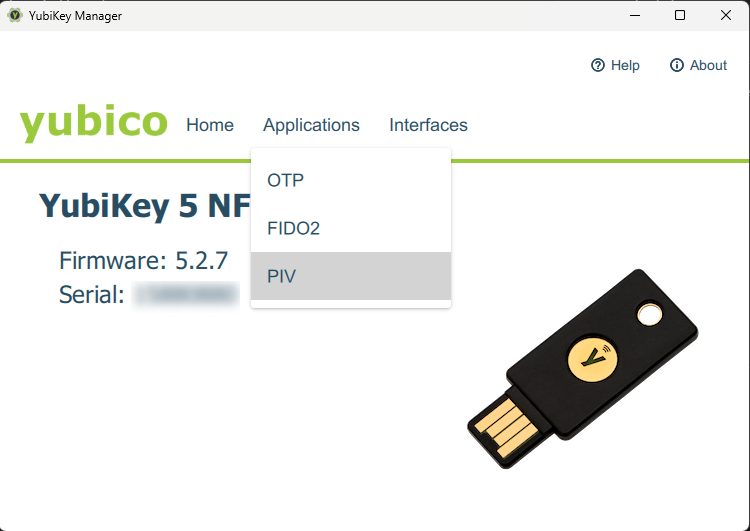 YubiKey Manager
Help
About
yubico
Home
Applications
Interfaces
OTP
FIDO2
PIV
YubiKey 5 NF
Firmware: 5.2.7
Serial:
y